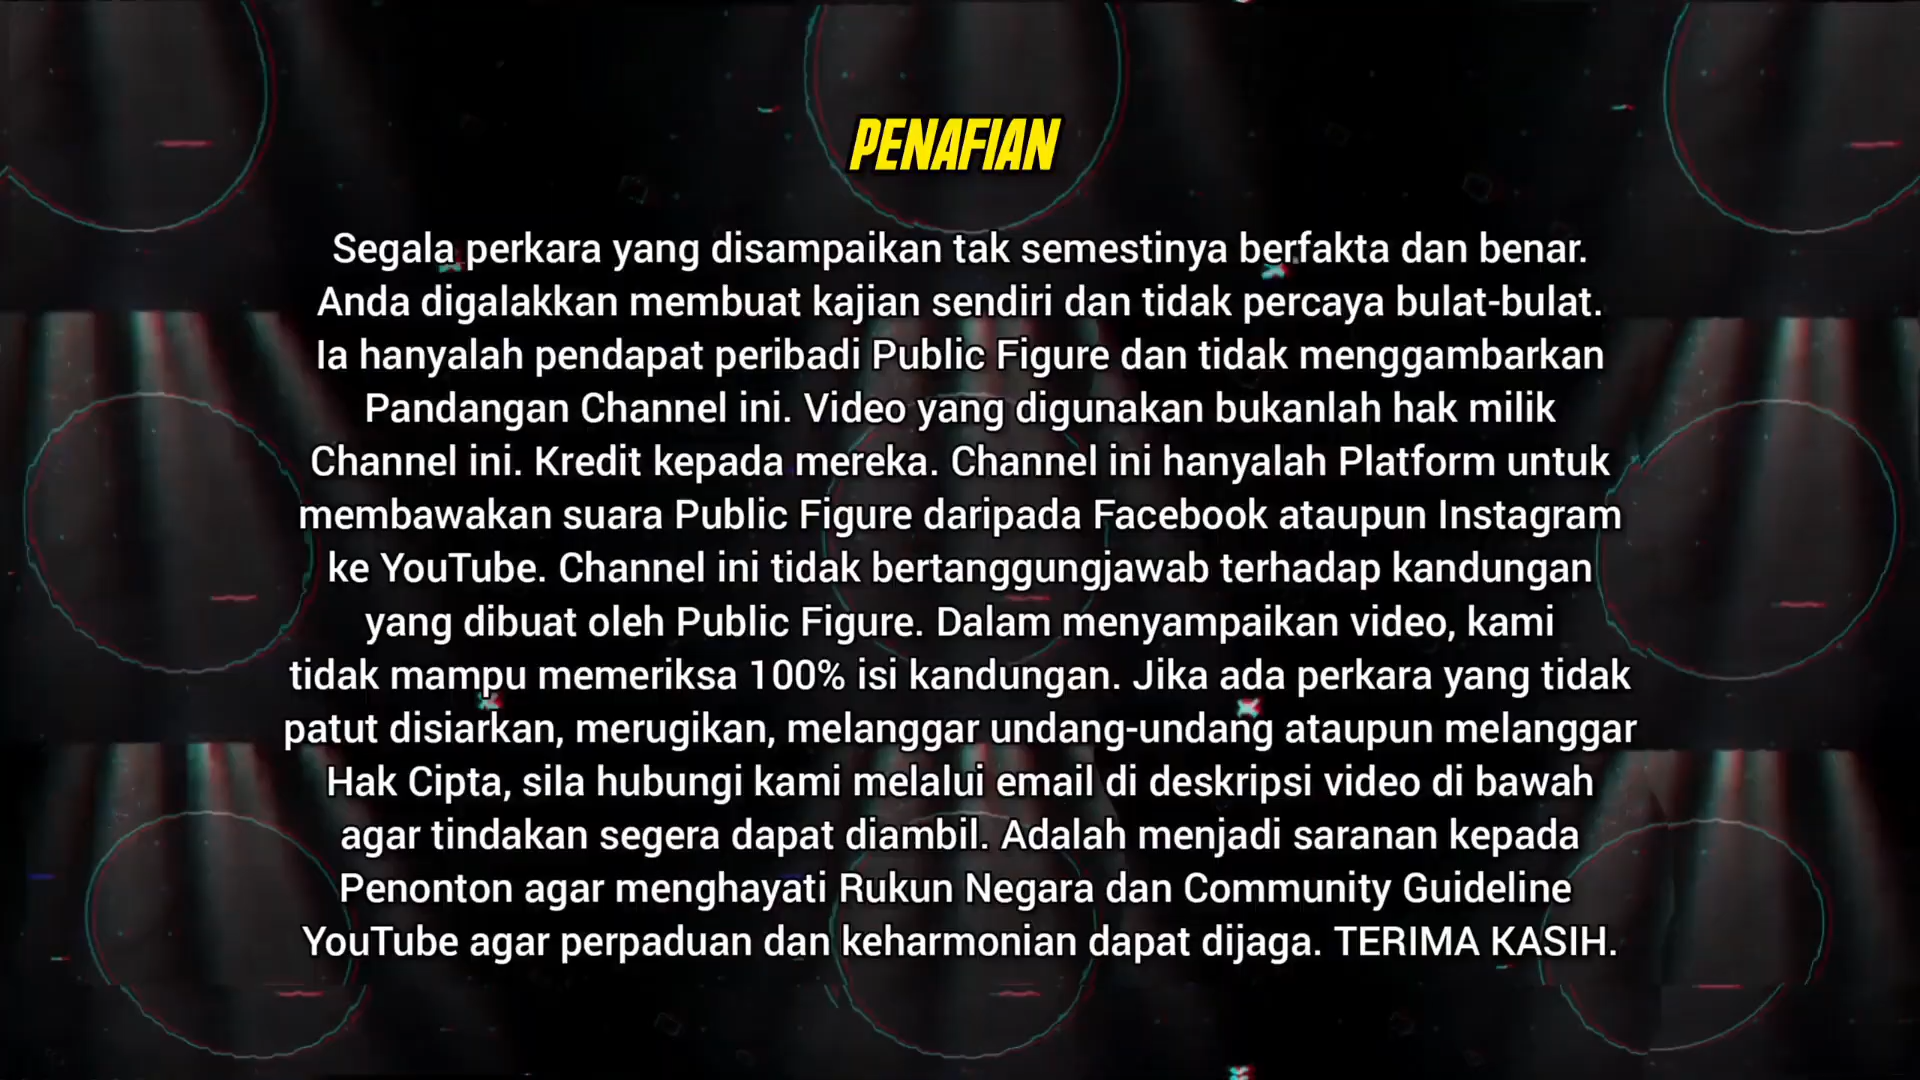 PENAFIAN
Segala perkara yang disampaikan tak semestinya berfakta dan benar.
Anda digalakkan membuat kajian sendiri dan tidak percaya bulat-bulat.
Ia hanyalah pendapat peribadi Public Figure dan tidak menggambarkan
Pandangan Channel ini. Video yang digunakan bukanlah hak milik
Channel ini. Kredit kepada mereka. Channel ini hanyalah Platform untuk
membawakan suara Public Figure daripada Facebook ataupun Instagram
ke YouTube. Channel ini tidak bertanggungjawab terhadap kandungan
yang dibuat oleh Public Figure. Dalam menyampaikan video, kami
tidak mampu memeriksa 100% isi kandungan. Jika ada perkara yang tidak
patut disiarkan, merugikan, melanggar undang-undang ataupun melanggar
Hak Cipta, sila hubungi kami melalui email di deskripsi video di bawah
agar tindakan segera dapat diambil. Adalah menjadi saranan kepada
Penonton agar menghayati Rukun Negara dan Community Guideline
YouTube agar perpaduan dan keharmonian dapat dijaga. TERIMA KASIH.